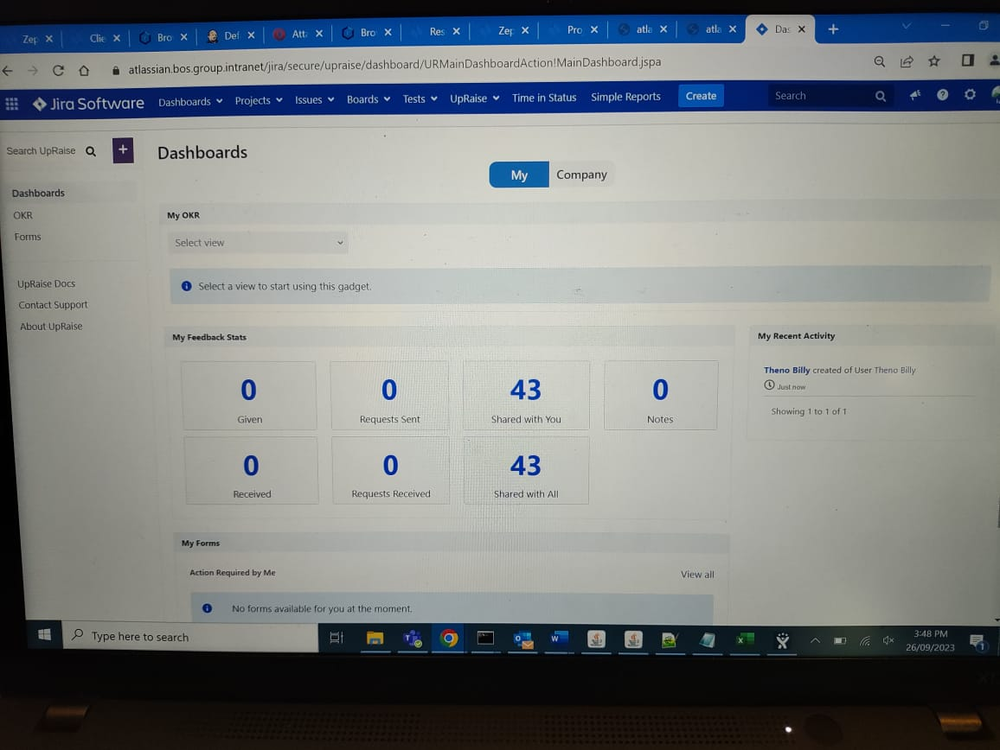 Zep
Clie
Bro
Def
Atta
Bro
Res
Zep
Pro
atla
atla
Das
atlassian.bos.group.intranet/jira/secure/upraise/dashboard/URMainDashboardAction!MainDashboard.jspa
Jira Software Dashboards Projects Issues Boards Tests UpRaise Time in Status Simple Reports Create Search
Search UpRaise +
Dashboards
My Company
Dashboards
OKR
Forms
UpRaise Docs
Contact Support
About UpRaise
My OKR
Select view
Select a view to start using this gadget.
My Feedback Stats
0
Given
0
Requests Sent
43
Shared with You
0
Notes
0
Received
0
Requests Received
43
Shared with All
My Recent Activity
Theno Billy created of User Theno Billy
Just now
Showing 1 to 1 of 1
My Forms
Action Required by Me View all
No forms available for you at the moment.
Type here to search
3:48 PM
26/09/2023
1